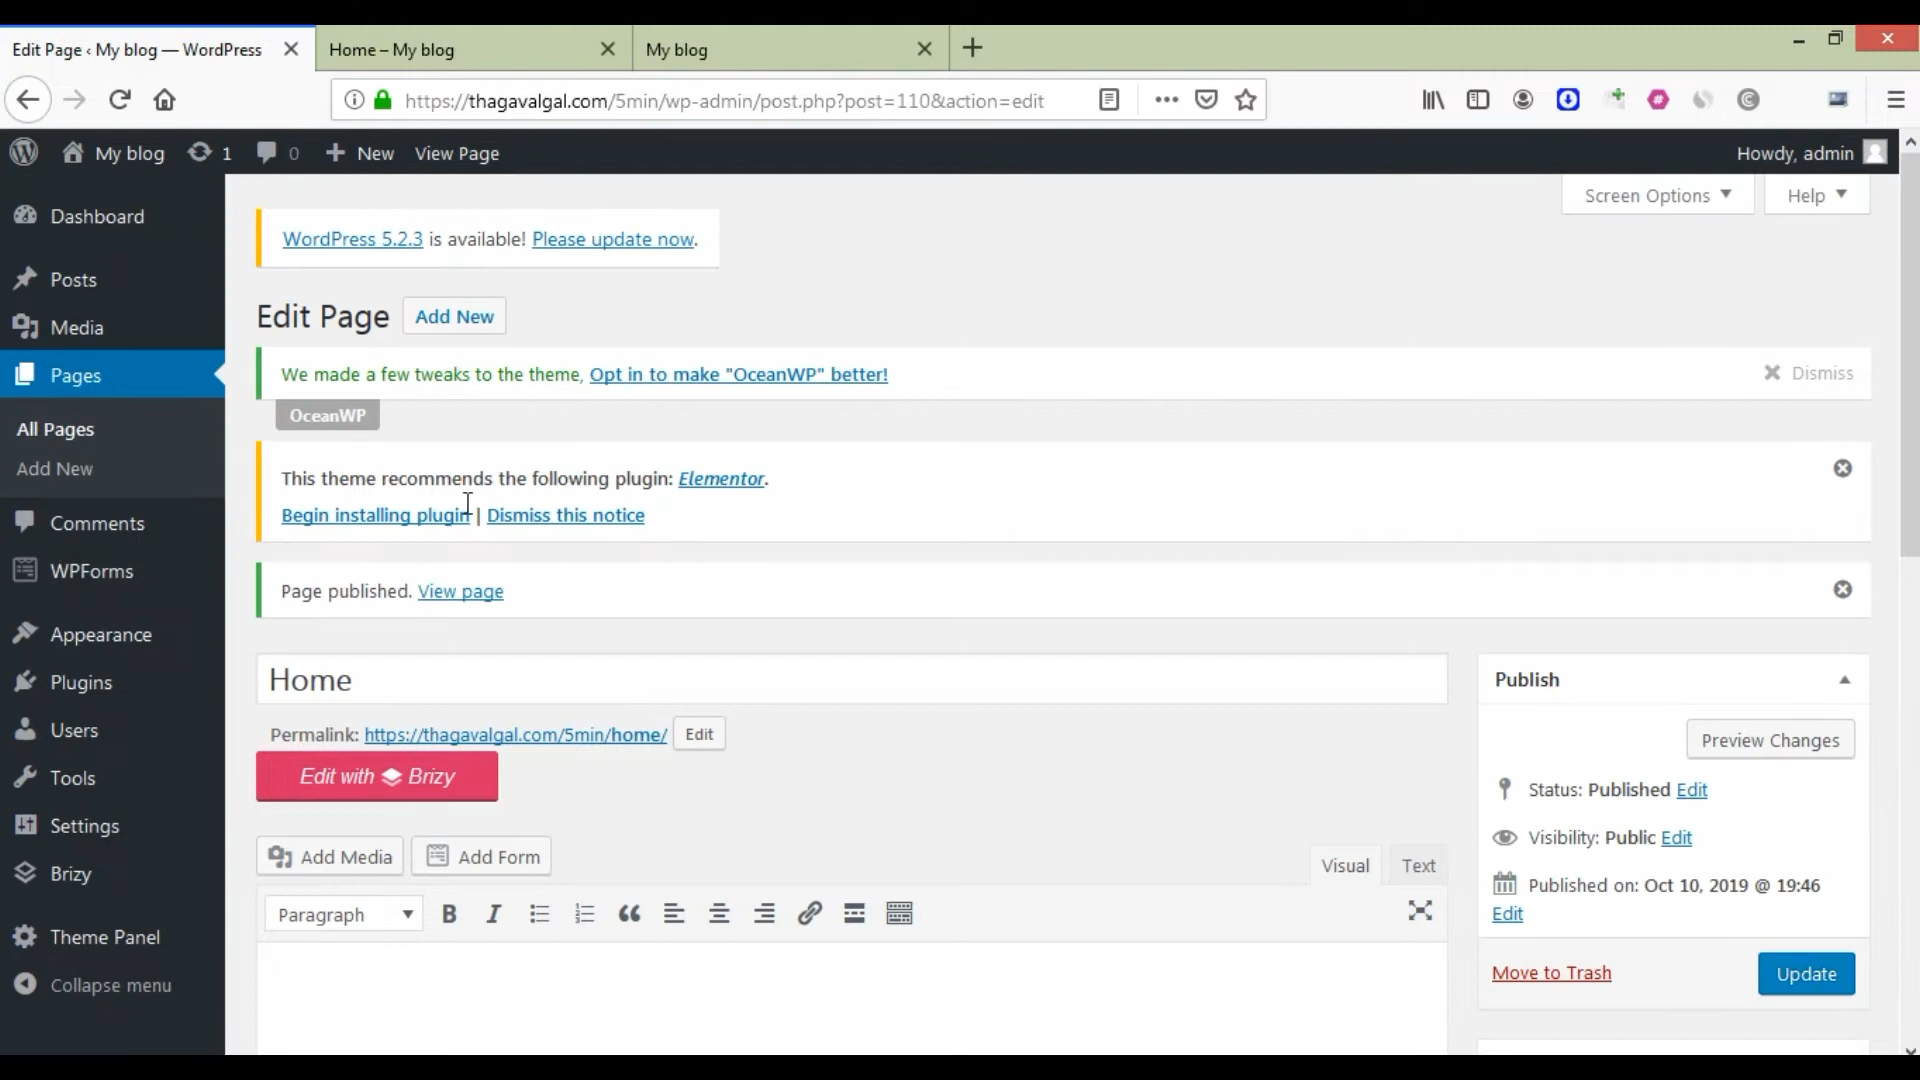 Edit Page ‹ My blog — WordPress
Home – My blog
My blog
https://thagavalgal.com/5min/wp-admin/post.php?post=110&action=edit
My blog
1
0
New
View Page
Howdy, admin
Screen Options
Help
Dashboard
Posts
Media
Pages
All Pages
Add New
Comments
WPForms
Appearance
Plugins
Users
Tools
Settings
Brizy
Theme Panel
Collapse menu
WordPress 5.2.3 is available! Please update now.
Edit Page
Add New
We made a few tweaks to the theme, Opt in to make "OceanWP" better!
Dismiss
OceanWP
This theme recommends the following plugin: Elementor.
Begin installing plugin | Dismiss this notice
Page published. View page
Home
Permalink: https://thagavalgal.com/5min/home/
Edit
Edit with Brizy
Add Media
Add Form
Visual
Text
Paragraph
B
I
Publish
Preview Changes
Status: Published Edit
Visibility: Public Edit
Published on: Oct 10, 2019 @ 19:46
Edit
Move to Trash
Update